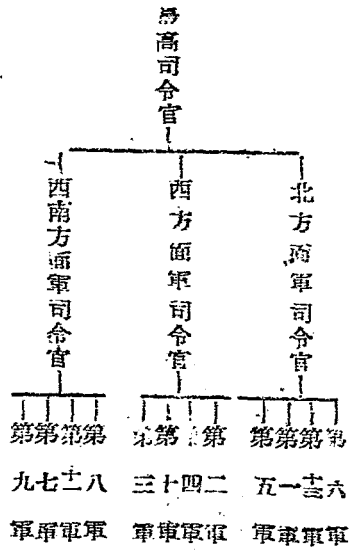 最高司令官
北方面軍司令官
第六軍
第十二軍
第一軍
第五軍
西方面軍司令官
第二軍
第四軍
第十軍
第三軍
西南方面軍司令官
第八軍
第十一軍
第七軍
第九軍